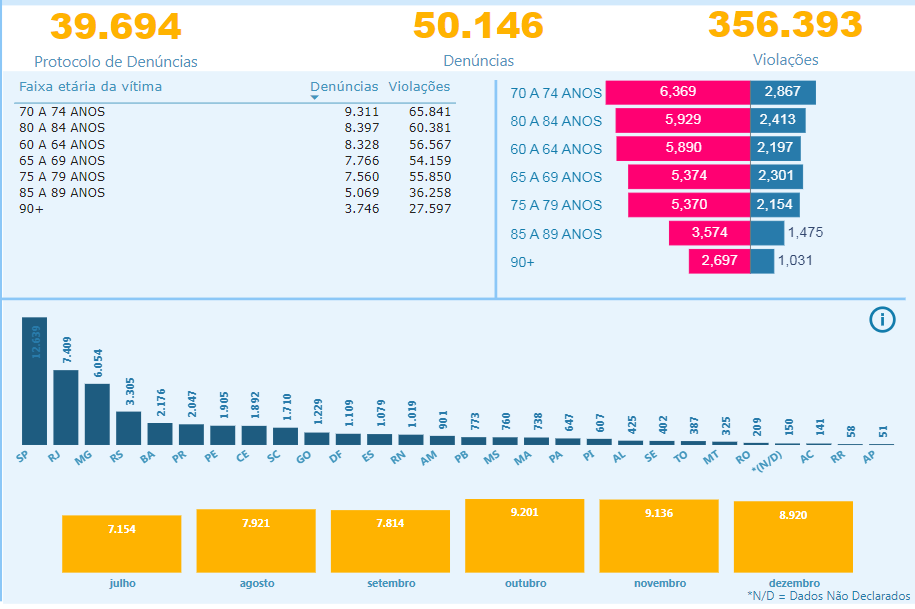 39.694 50.146 356.393
Protocolo de Denúncias Denúncias Violações
Faixa etária da vítima Denúncias Violações
70 A 74 ANOS 9.311 65.841
80 A 84 ANOS 8.397 60.381
60 A 64 ANOS 8.328 56.567
65 A 69 ANOS 7.766 54.159
75 A 79 ANOS 7.560 55.850
85 A 89 ANOS 5.069 36.258
90+ 3.746 27.597
70 A 74 ANOS 6,369 2,867
80 A 84 ANOS 5,929 2,413
60 A 64 ANOS 5,890 2,197
65 A 69 ANOS 5,374 2,301
75 A 79 ANOS 5,370 2,154
85 A 89 ANOS 3,574 1,475
90+ 2,697 1,031
i
12.639 7.409 6.054 3.305 2.176 2.047 1.905 1.892 1.710 1.229 1.109 1.079 1.019 901 773 760 738 647 607 425 402 387 325 209 150 141 58 51
SP RJ MG RS BA PR PE CE SC GO DF ES RN AM PB MS MA PA PI AL SE TO MT RO *(N/D) AC RR AP
7.154 7.921 7.814 9.201 9.136 8.920
julho agosto setembro outubro novembro dezembro
*N/D = Dados Não Declarados